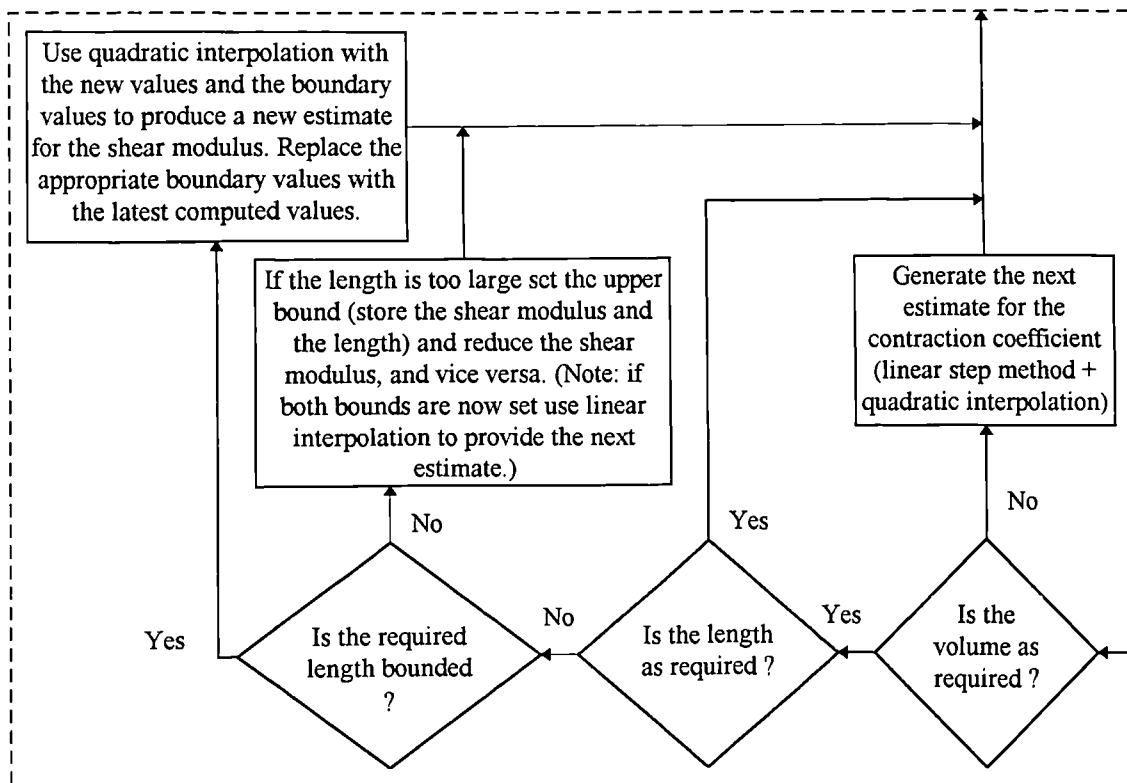 Use quadratic interpolation with
the new values and the boundary
values to produce a new estimate
for the shear modulus. Replace the
appropriate boundary values with
the latest computed values.
If the length is too large set thc upper
bound (store the shear modulus and
the length) and reduce the shear
modulus, and vice versa. (Note: if
both bounds are now set use linear
interpolation to provide the next
estimate.)
Generate the next
estimate for the
contraction coefficient
(linear step method +
quadratic interpolation)
No
Yes
No
Yes
No
Yes
Is the required
length bounded
?
Is the length
as required ?
Is the
volume as
required ?